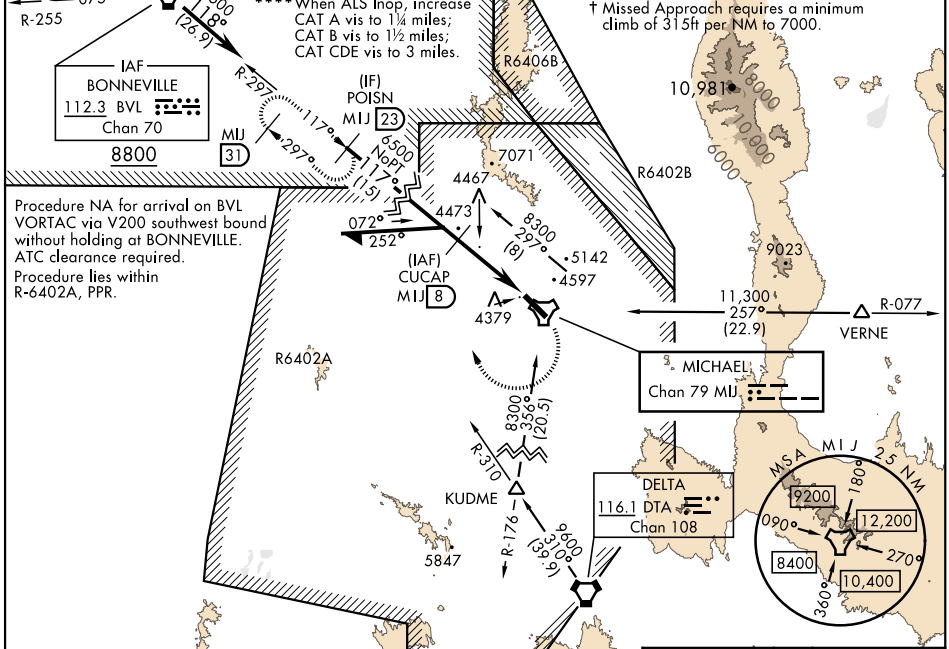 R-255
118°
(26.9)
**** When ALS Inop, increase
CAT A vis to 1¼ miles;
CAT B vis to 1½ miles;
CAT CDE vis to 3 miles.
† Missed Approach requires a minimum
climb of 315ft per NM to 7000.
R6406B
10,981
8000
10 000
6000
IAF
BONNEVILLE
112.3 BVL
Chan 70
8800
R-297
(IF)
POISN
MIJ 23
117°
297°
MIJ
31
6500
NoPT
117°
(15)
7071
4467
4473
R6402B
Procedure NA for arrival on BVL
VORTAC via V200 southwest bound
without holding at BONNEVILLE.
ATC clearance required.
Procedure lies within
R-6402A, PPR.
072°
252°
8300
297°
(8)
5142
4597
(IAF)
CUCAP
MIJ 8
4379
9023
11,300
257°
(22.9)
R-077
VERNE
R6402A
MICHAEL
Chan 79 MIJ
8300
356°
(20.5)
R-310
KUDME
R-176
9600
310°
(39.9)
DELTA
116.1 DTA
Chan 108
5847
MSA MIJ 25 NM
9200
180°
12,200
090°
270°
8400
10,400
360°